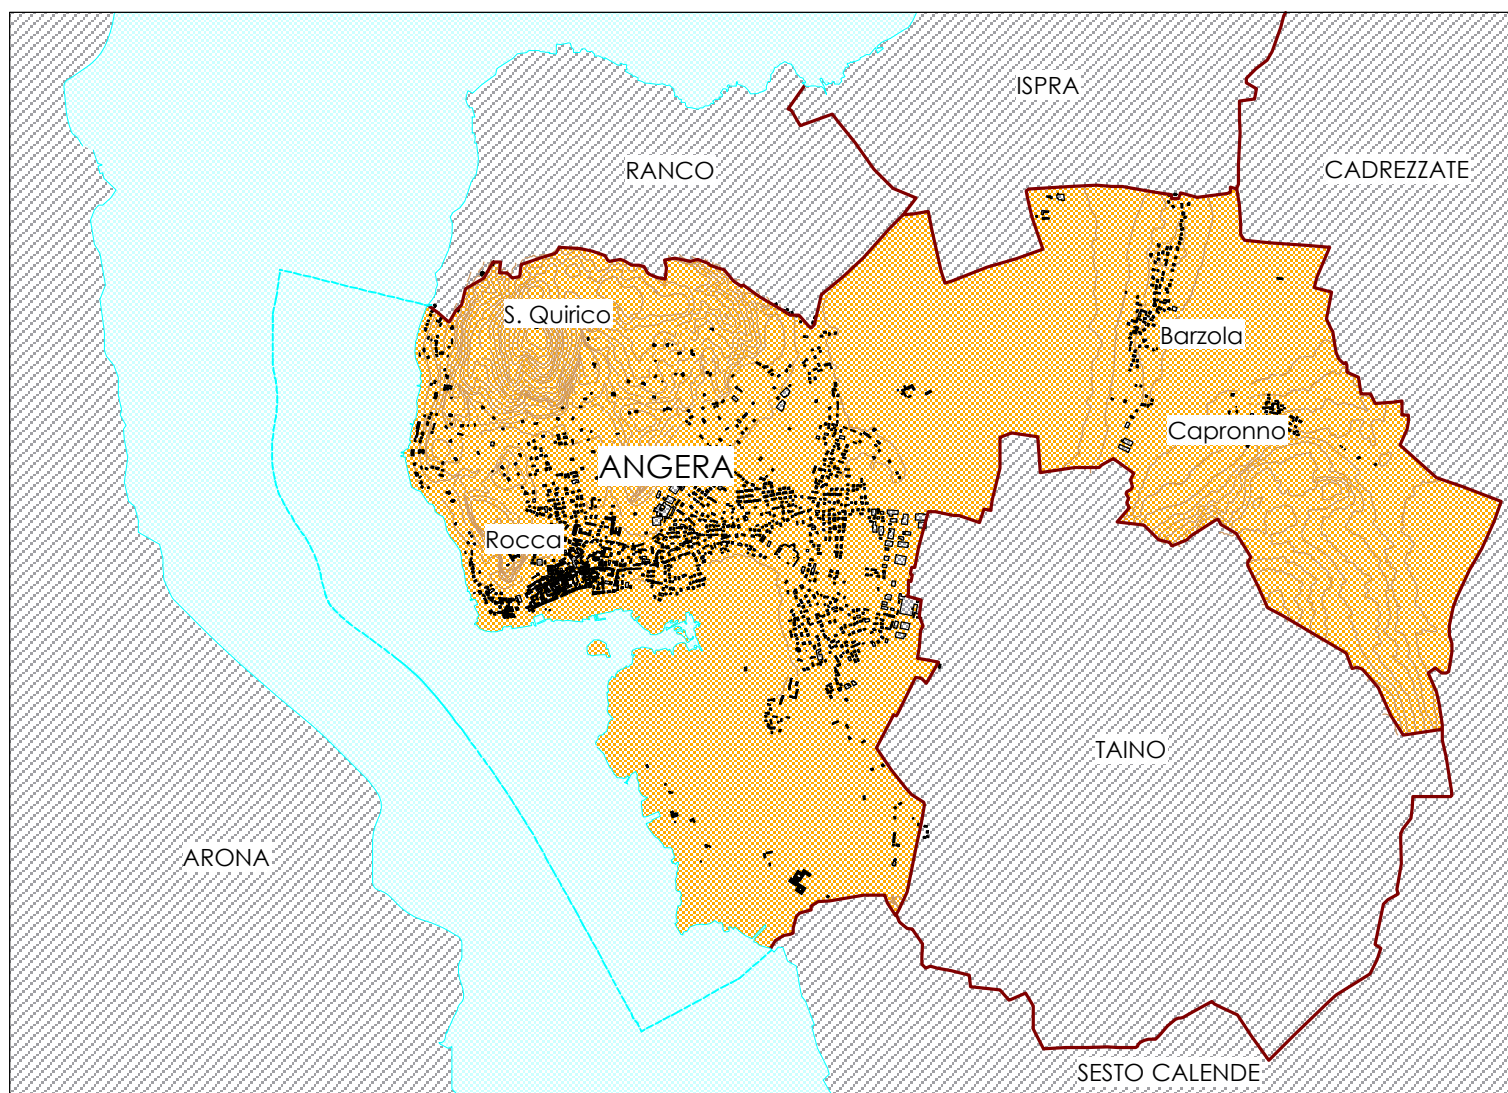 ISPRA
RANCO
CADREZZATE
S. Quirico
Barzola
Capronno
ANGERA
Rocca
TAINO
ARONA
SESTO CALENDE